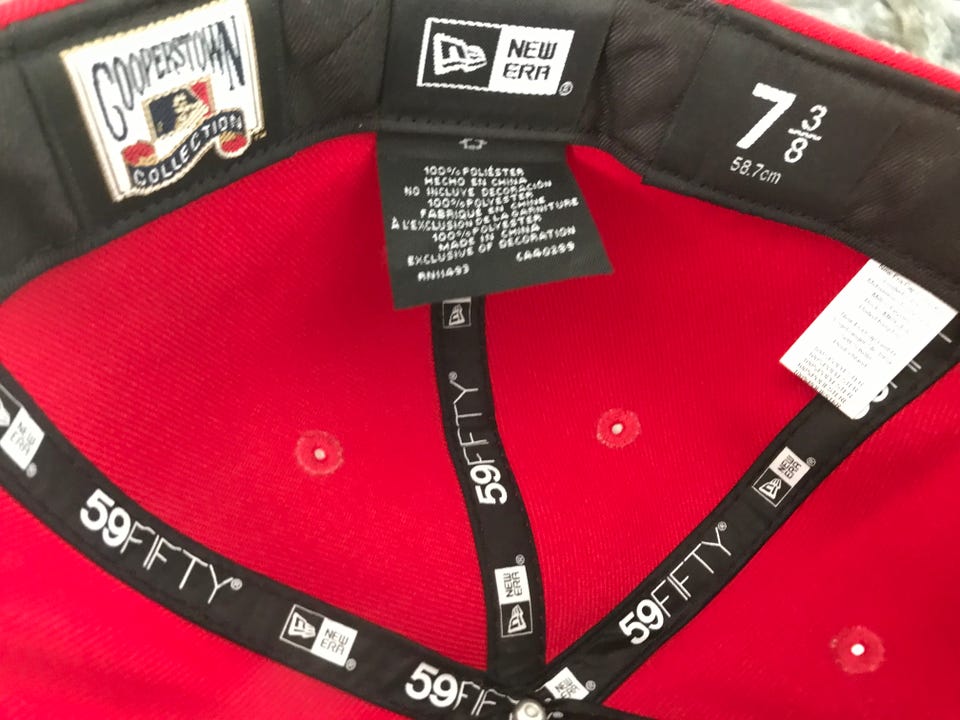 COOPERSTOWN
COLLECTION
NEW
ERA
®
7 3/8
58.7cm
100% POLIÉSTER
HECHO EN CHINA
NO INCLUYE DECORACIÓN
100% POLYESTER
FABRIQUÉ EN CHINE
À L'EXCLUSION DE LA GARNITURE
100% POLYESTER
MADE IN CHINA
EXCLUSIVE OF DECORATION
RN11493 CA40299
NEW
ERA
®
59FIFTY®
NEW
ERA
®
59FIFTY
59FIFTY®
NEW
ERA
®
NEW
ERA
®
59FIFTY®
NEW
ERA